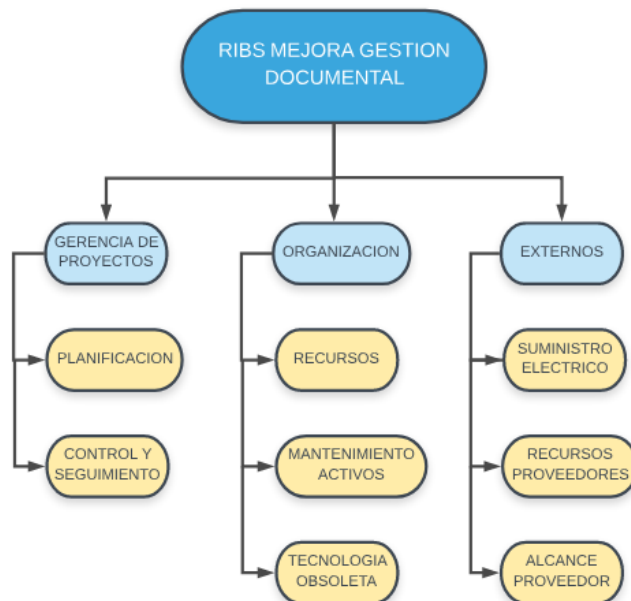 RIBS MEJORA GESTION
DOCUMENTAL
GERENCIA DE
PROYECTOS
ORGANIZACION
EXTERNOS
PLANIFICACION
RECURSOS
SUMINISTRO
ELECTRICO
CONTROL Y
SEGUIMIENTO
MANTENIMIENTO
ACTIVOS
RECURSOS
PROVEEDORES
TECNOLOGIA
OBSOLETA
ALCANCE
PROVEEDOR